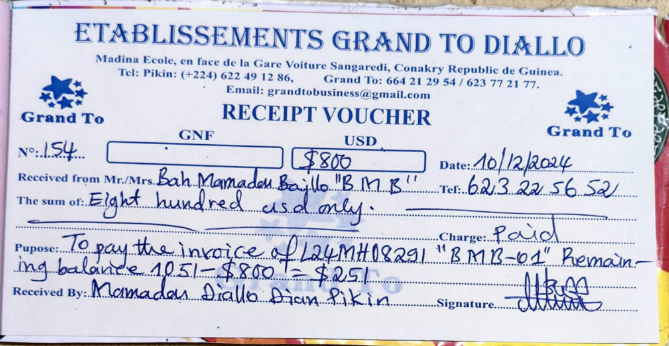 ETABLISSEMENTS GRAND TO DIALLO
Madina Ecole, en face de la Gare Voiture Sangaredi, Conakry Republic de Guinea.
Tel: Pikin: (+224) 622 49 12 86, Grand To: 664 21 29 54 / 623 77 21 77.
Email: grandtobusiness@gmail.com
Grand To
RECEIPT VOUCHER
Grand To
GNF USD
N°: 154 $800 Date: 10/12/2024
Received from Mr./Mrs. Bah Mamadou Bajllo "B M B" Tel: 623 22 56 52
The sum of: Eight hundred usd only.
Charge: Paid
Pupose: To pay the invoice of L24MH08291 "BMB-01" Remain-
ing balance 1051-$800 = $251
Grand To
Received By: Mamadou Diallo Dian Pikin Signature